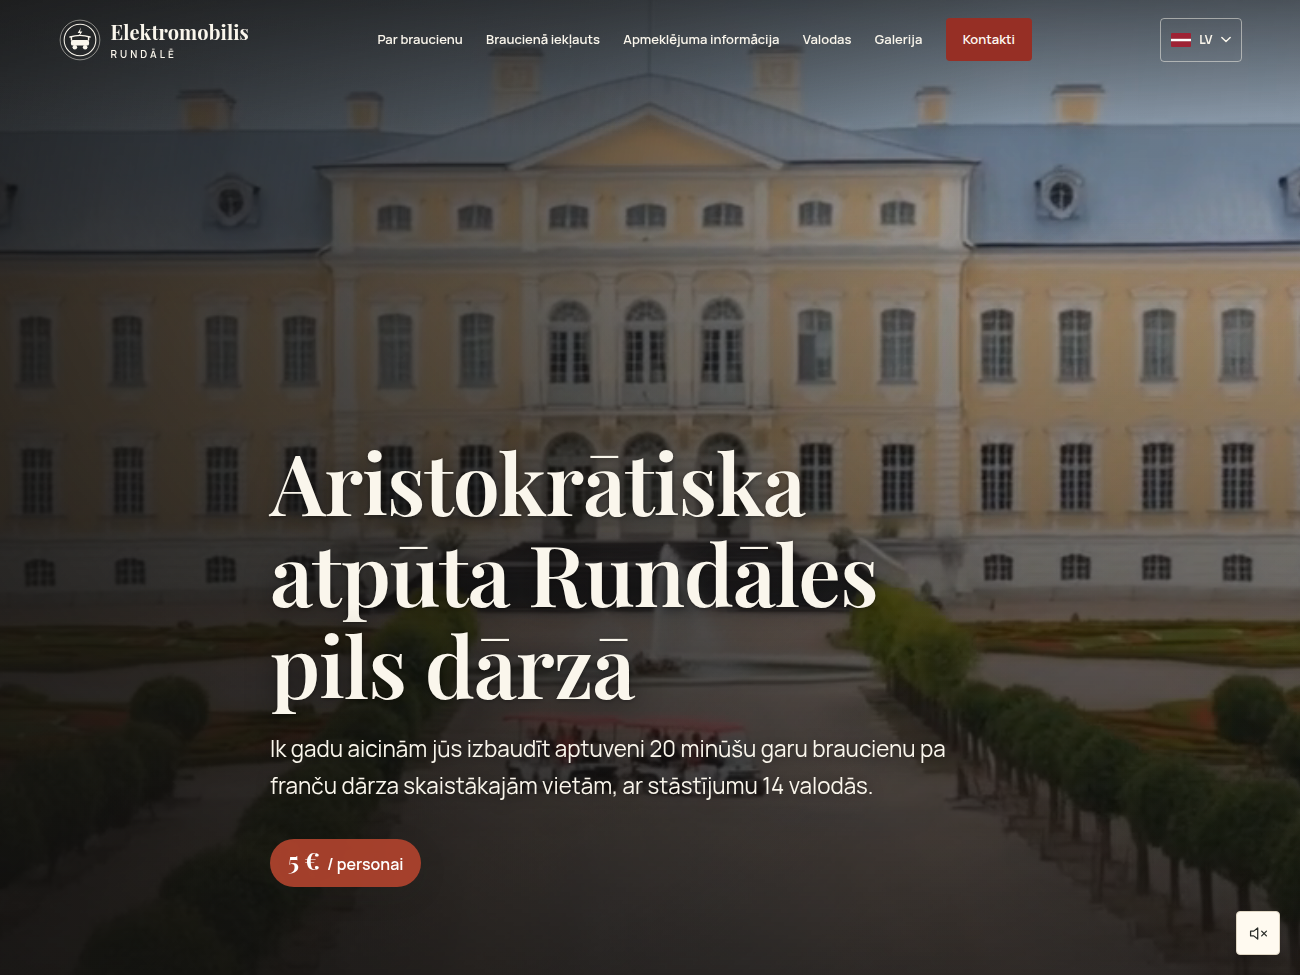 Elektromobilis
RUNDĀLĒ
Par braucienu
Braucienā iekļauts
Apmeklējuma informācija
Valodas
Galerija
Kontakti
LV
Aristokrātiska
atpūta Rundāles
pils dārzā
Ik gadu aicinām jūs izbaudīt aptuveni 20 minūšu garu braucienu pa
franču dārza skaistākajām vietām, ar stāstījumu 14 valodās.
5 € / personai